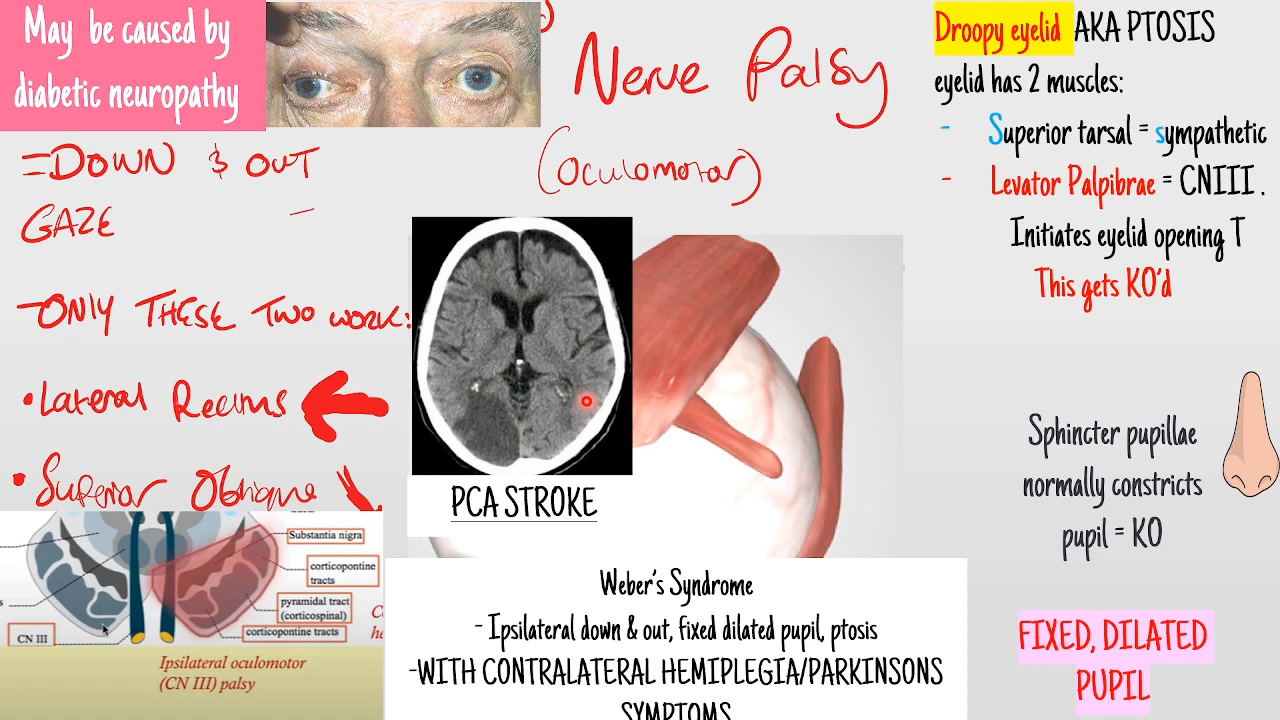 May be caused by
diabetic neuropathy
=DOWN & OUT
GAZE
-ONLY THESE TWO WORK:
• Lateral Rectus
• Superior Oblique
Nerve Palsy
(oculomotor)
Droopy eyelid AKA PTOSIS
eyelid has 2 muscles:
- Superior tarsal = sympathetic
- Levator Palpibrae = CNIII .
Initiates eyelid opening T
This gets KO'd
Sphincter pupillae
normally constricts
pupil = KO
FIXED, DILATED
PUPIL
PCA STROKE
Substantia nigra
corticopontine
tracts
pyramidal tract
(corticospinal)
corticopontine tracts
CN III
Ipsilateral oculomotor
(CN III) palsy
Weber's Syndrome
- Ipsilateral down & out, fixed dilated pupil, ptosis
-WITH CONTRALATERAL HEMIPLEGIA/PARKINSONS
SYMPTOMS